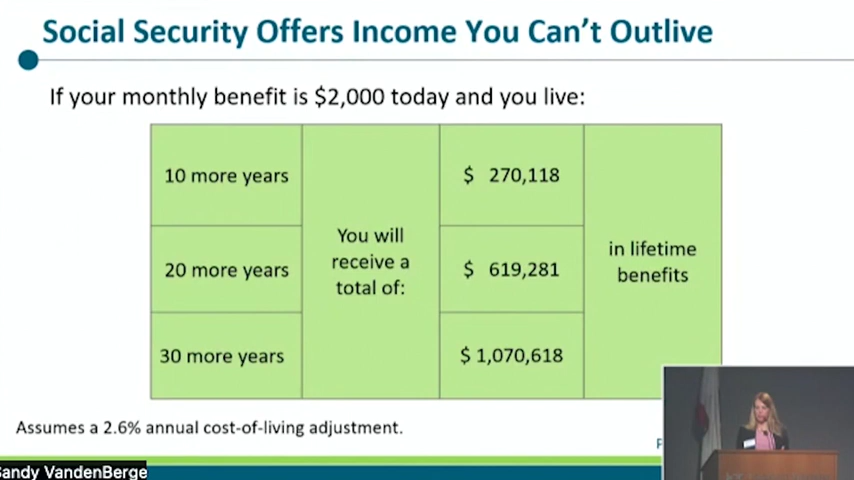 Social Security Offers Income You Can't Outlive
If your monthly benefit is $2,000 today and you live:
10 more years
$ 270,118
You will
receive a
total of:
in lifetime
benefits
20 more years
$ 619,281
30 more years
$ 1,070,618
Assumes a 2.6% annual cost-of-living adjustment.
Sandy VandenBerge